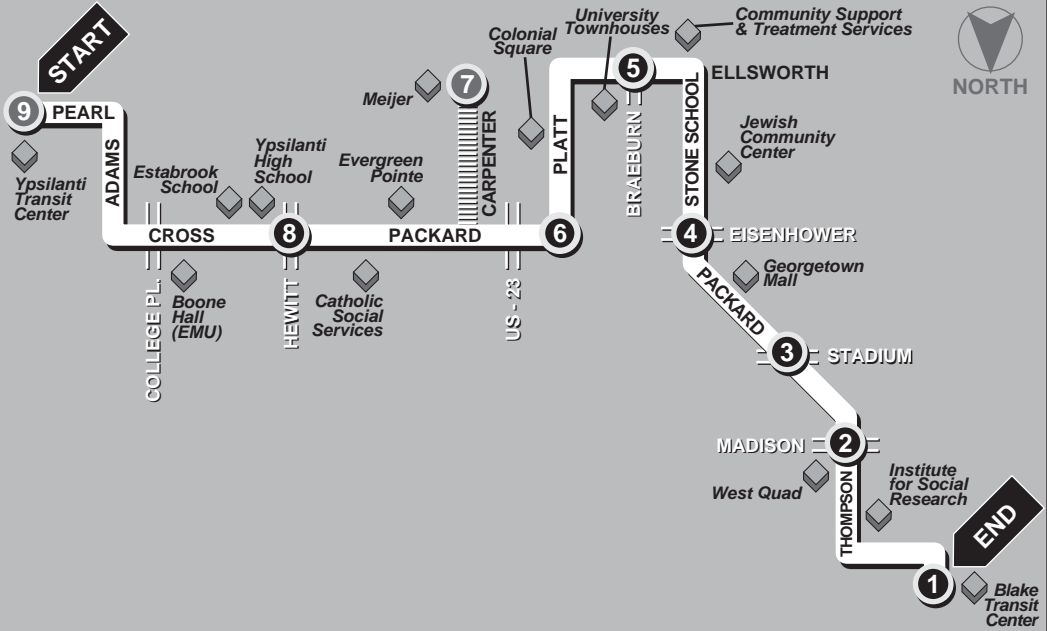 START
9
PEARL
Ypsilanti
Transit
Center
ADAMS
Estabrook
School
Ypsilanti
High
School
CROSS
COLLEGE PL.
Boone
Hall
(EMU)
8
HEWITT
Evergreen
Pointe
Catholic
Social
Services
PACKARD
Meijer
7
CARPENTER
US - 23
Colonial
Square
6
PLATT
University
Townhouses
5
BRAEBURN
Community Support
& Treatment Services
ELLSWORTH
STONE SCHOOL
Jewish
Community
Center
4
EISENHOWER
Georgetown
Mall
PACKARD
3
STADIUM
MADISON
2
West Quad
THOMPSON
Institute
for Social
Research
END
1
Blake
Transit
Center
NORTH